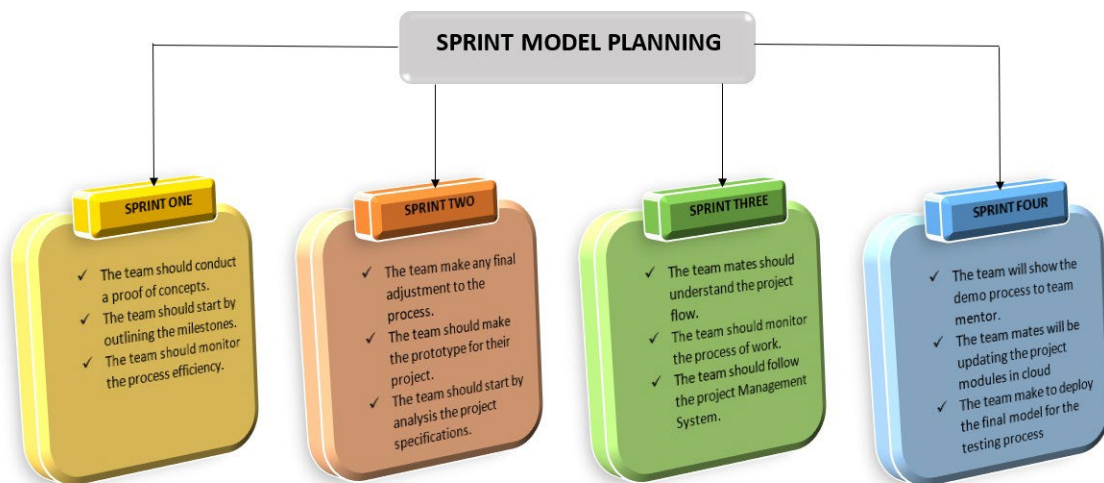 SPRINT MODEL PLANNING
SPRINT ONE
✓ The team should conduct
a proof of concepts.
✓ The team should start by
outlining the milestones.
✓ The team should monitor
the process efficiency.
SPRINT TWO
✓ The team make any final
adjustment to the
process.
✓ The team should make
the prototype for their
project.
✓ The team should start by
analysis the project
specifications.
SPRINT THREE
✓ The team mates should
understand the project
flow.
✓ The team should monitor
the process of work.
✓ The team should follow
the project Management
System.
SPRINT FOUR
✓ The team will show the
demo process to team
mentor.
✓ The team mates will be
updating the project
modules in cloud
✓ The team make to deploy
the final model for the
testing process